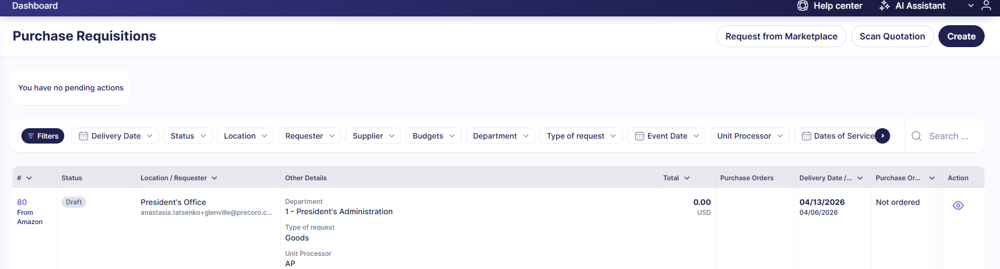 Dashboard
Help center
AI Assistant
Purchase Requisitions
Request from Marketplace
Scan Quotation
Create
You have no pending actions
Filters
Delivery Date
Status
Location
Requester
Supplier
Budgets
Department
Type of request
Event Date
Unit Processor
Dates of Service
Search ...
#
Status
Location / Requester
Other Details
Total
Purchase Orders
Delivery Date /...
Purchase Or...
Action
80
From
Amazon
Draft
President's Office
anastasia.tatsenko+glenville@precoro.c...
Department
1 - President's Administration
Type of request
Goods
Unit Processor
AP
0.00
USD
04/13/2026
04/06/2026
Not ordered